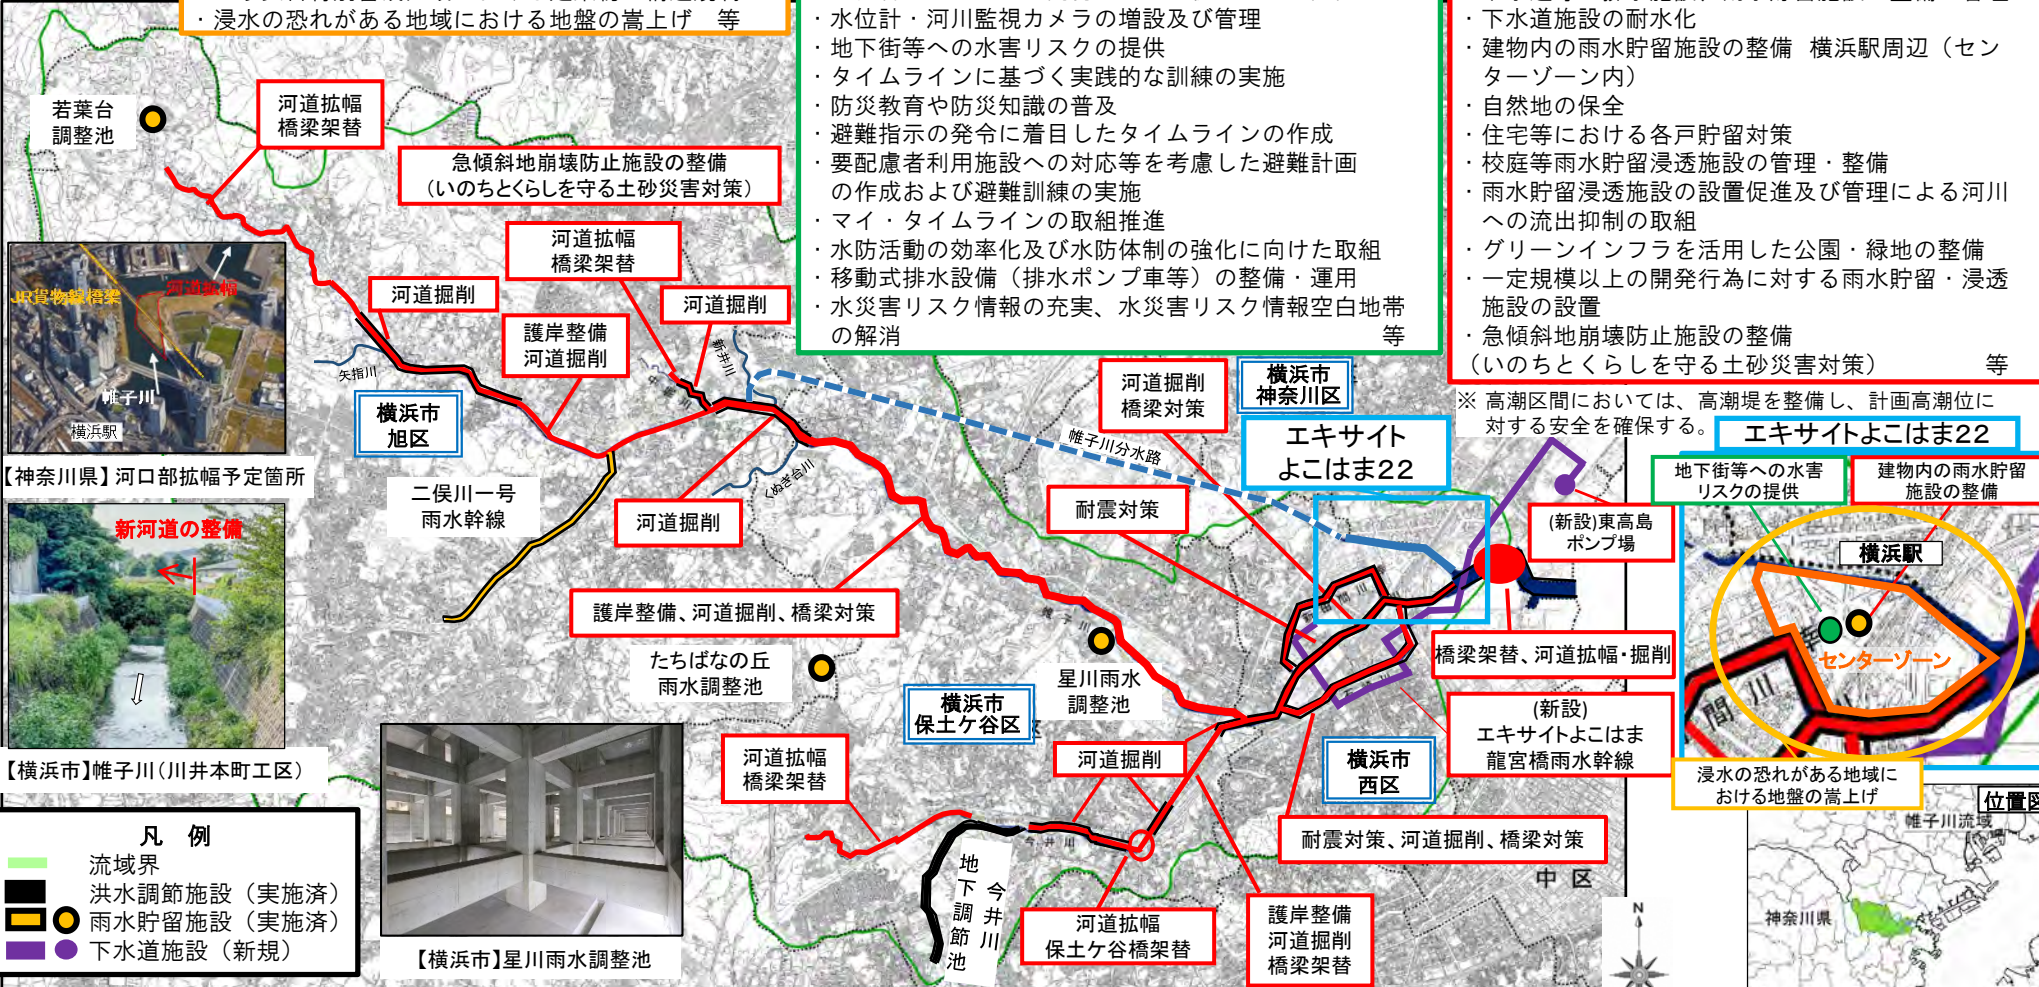 ・浸水の恐れがある地域における地盤の嵩上げ 等
・水位計・河川監視カメラの増設及び管理
・地下街等への水害リスクの提供
・タイムラインに基づく実践的な訓練の実施
・防災教育や防災知識の普及
・避難指示の発令に着目したタイムラインの作成
・要配慮者利用施設への対応等を考慮した避難計画
の作成および避難訓練の実施
・マイ・タイムラインの取組推進
・水防活動の効率化及び水防体制の強化に向けた取組
・移動式排水設備（排水ポンプ車等）の整備・運用
・水災害リスク情報の充実、水災害リスク情報空白地帯
の解消 等
・下水道施設の耐水化
・建物内の雨水貯留施設の整備 横浜駅周辺（セン
ターゾーン内）
・自然地の保全
・住宅等における各戸貯留対策
・校庭等雨水貯留浸透施設の管理・整備
・雨水貯留浸透施設の設置促進及び管理による河川
への流出抑制の取組
・グリーンインフラを活用した公園・緑地の整備
・一定規模以上の開発行為に対する雨水貯留・浸透
施設の設置
・急傾斜地崩壊防止施設の整備
（いのちとくらしを守る土砂災害対策） 等
※ 高潮区間においては、高潮堤を整備し、計画高潮位に
対する安全を確保する。
若葉台
調整池
河道拡幅
橋梁架替
急傾斜地崩壊防止施設の整備
（いのちとくらしを守る土砂災害対策）
河道拡幅
橋梁架替
河道掘削
河道掘削
護岸整備
河道掘削
JR貨物線橋梁
河道拡幅
帷子川
横浜駅
【神奈川県】河口部拡幅予定箇所
矢指川
新井川
横浜市
旭区
二俣川一号
雨水幹線
河道掘削
くぬぎ台川
帷子川分水路
河道掘削
橋梁対策
横浜市
神奈川区
エキサイト
よこはま22
耐震対策
新河道の整備
【横浜市】帷子川（川井本町工区）
護岸整備、河道掘削、橋梁対策
たちばなの丘
雨水調整池
帷子川
星川雨水
調整池
横浜市
保土ケ谷区
(新設)東高島
ポンプ場
橋梁架替、河道拡幅・掘削
(新設)
エキサイトよこはま
龍宮橋雨水幹線
横浜市
西区
エキサイトよこはま22
地下街等への水害
リスクの提供
建物内の雨水貯留
施設の整備
横浜駅
センターゾーン
間川
浸水の恐れがある地域に
おける地盤の嵩上げ
河道拡幅
橋梁架替
河道掘削
耐震対策、河道掘削、橋梁対策
今井川
今井川
地下調節池
河道拡幅
保土ケ谷橋架替
護岸整備
河道掘削
橋梁架替
中区
【横浜市】星川雨水調整池
凡 例
流域界
洪水調節施設（実施済）
雨水貯留施設（実施済）
下水道施設（新規）
N
位置図
帷子川流域
神奈川県